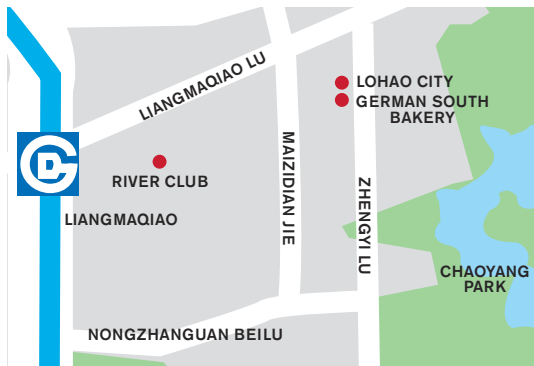 LIANGMAQIAO LU
LOHAO CITY
GERMAN SOUTH
BAKERY
MAIZIDIAN JIE
RIVER CLUB
ZHENGYI LU
LIANGMAQIAO
CHAOYANG
PARK
NONGZHANGUAN BEILU